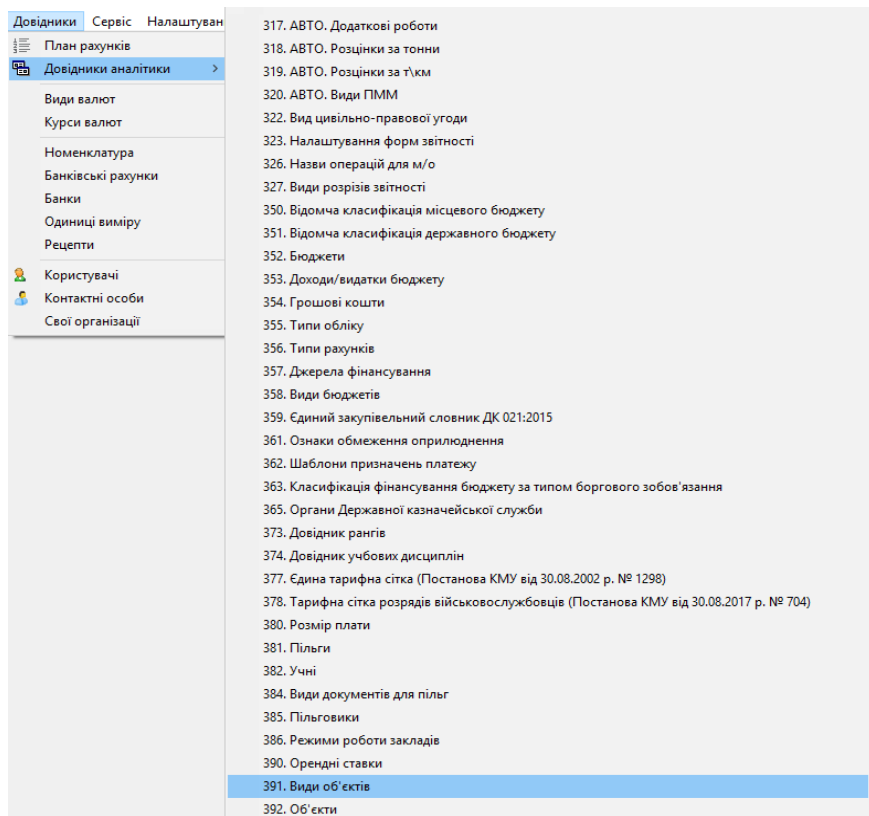 Довідники Сервіс Налаштуван
План рахунків
Довідники аналітики
Види валют
Курси валют
Номенклатура
Банківські рахунки
Банки
Одиниці виміру
Рецепти
Користувачі
Контактні особи
Свої організації
317. АВТО. Додаткові роботи
318. АВТО. Розцінки за тонни
319. АВТО. Розцінки за т\км
320. АВТО. Види ПММ
322. Вид цивільно-правової угоди
323. Налаштування форм звітності
326. Назви операцій для м/о
327. Види розрізів звітності
350. Відомча класифікація місцевого бюджету
351. Відомча класифікація державного бюджету
352. Бюджети
353. Доходи/видатки бюджету
354. Грошові кошти
355. Типи обліку
356. Типи рахунків
357. Джерела фінансування
358. Види бюджетів
359. Єдиний закупівельний словник ДК 021:2015
361. Ознаки обмеження оприлюднення
362. Шаблони призначень платежу
363. Класифікація фінансування бюджету за типом боргового зобов'язання
365. Органи Державної казначейської служби
373. Довідник рангів
374. Довідник учбових дисциплін
377. Єдина тарифна сітка (Постанова КМУ від 30.08.2002 р. № 1298)
378. Тарифна сітка розрядів військовослужбовців (Постанова КМУ від 30.08.2017 р. № 704)
380. Розмір плати
381. Пільги
382. Учні
384. Види документів для пільг
385. Пільговики
386. Режими роботи закладів
390. Орендні ставки
391. Види об'єктів
392. Об'єкти